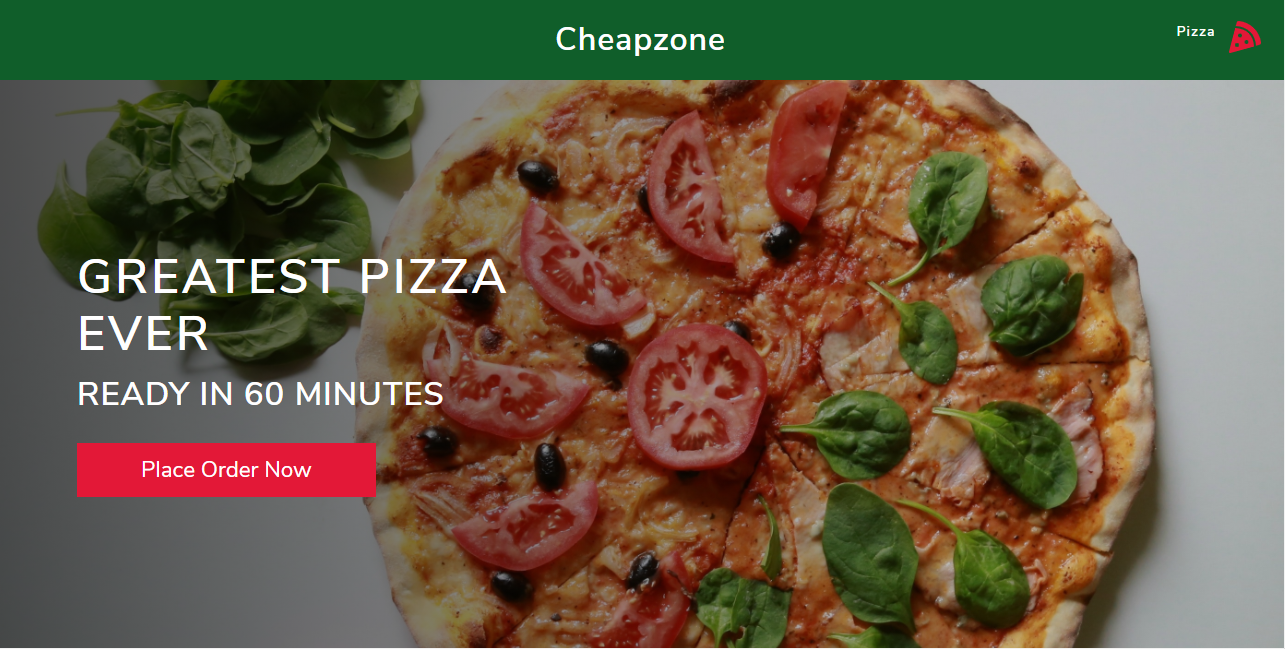 Cheapzone
Pizza
GREATEST PIZZA
EVER
READY IN 60 MINUTES
Place Order Now